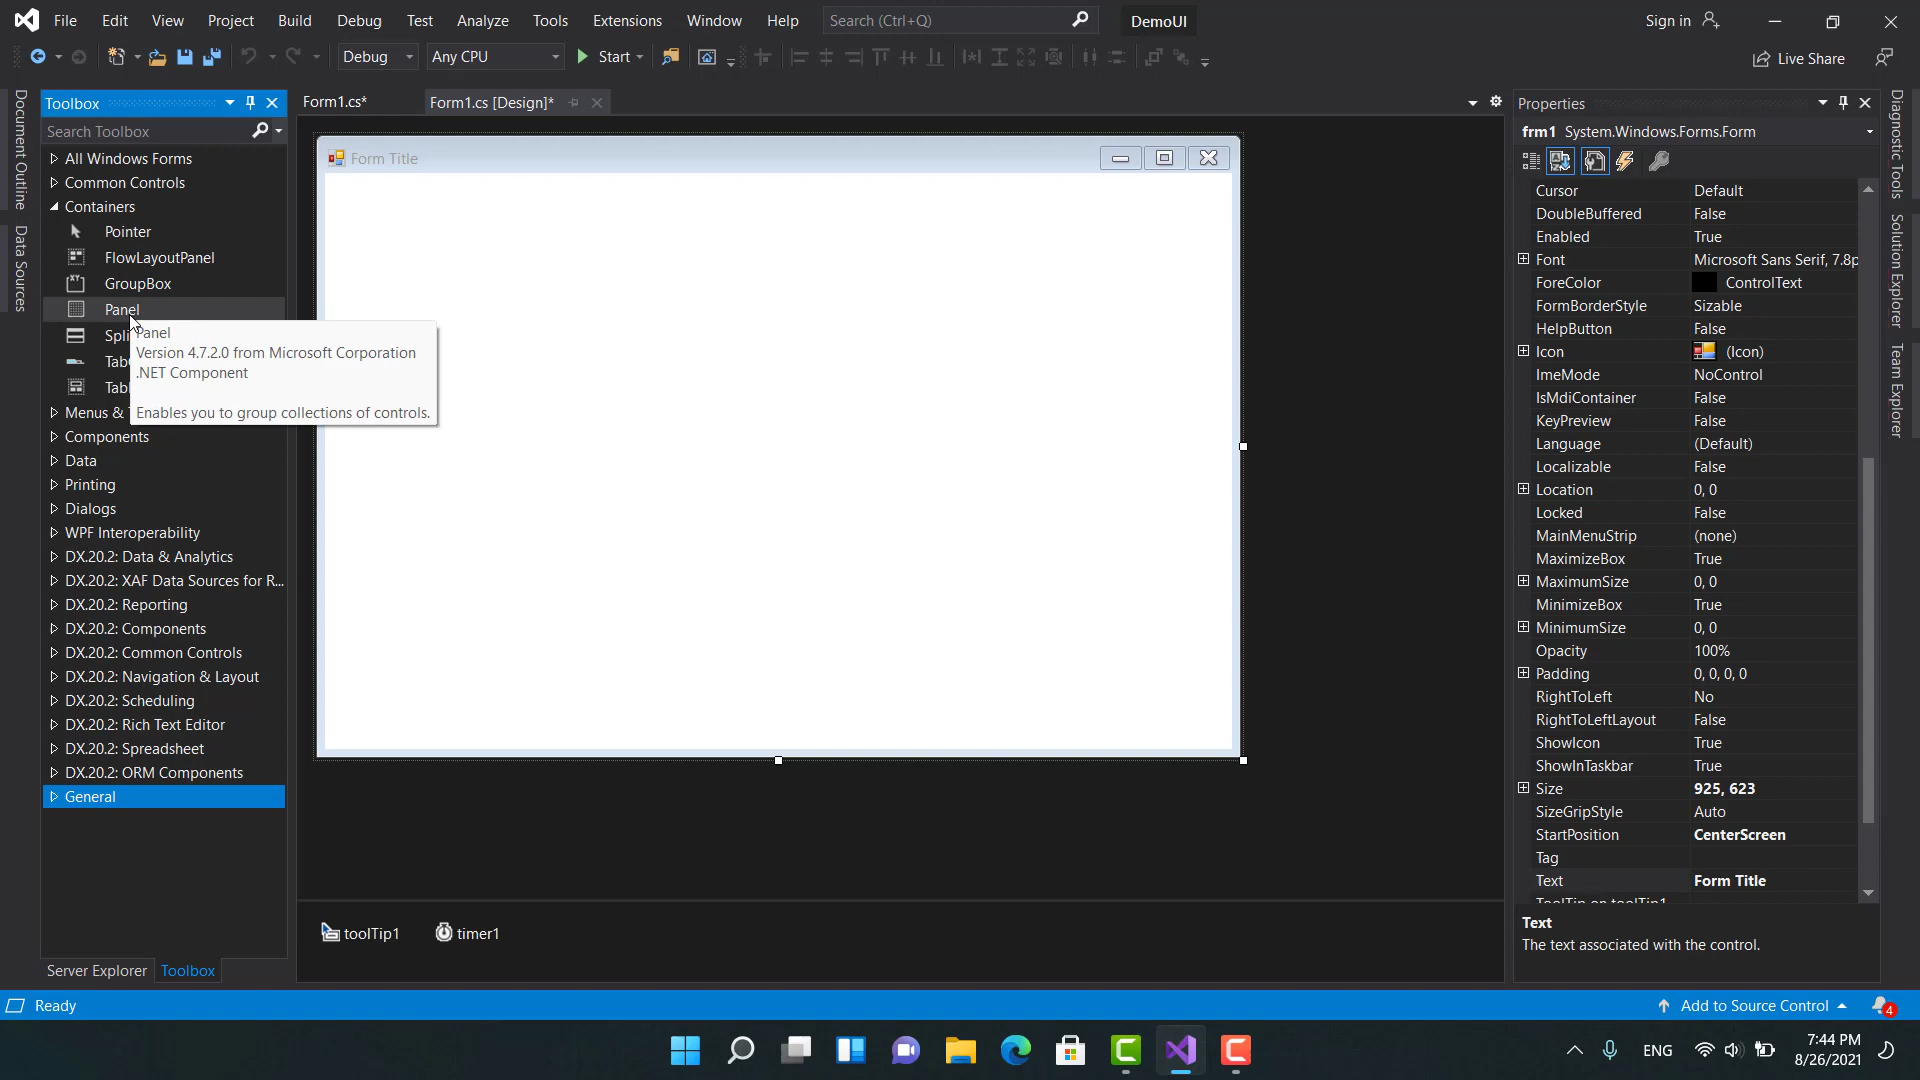 File Edit View Project Build Debug Test Analyze Tools Extensions Window Help Search (Ctrl+Q) DemoUI Sign in
Debug Any CPU Start Live Share
Document Outline
Data Sources
Toolbox
Search Toolbox
All Windows Forms
Common Controls
Containers
Pointer
FlowLayoutPanel
GroupBox
Panel
Spli
Tab
Tabl
Menus &
Components
Data
Printing
Dialogs
WPF Interoperability
DX.20.2: Data & Analytics
DX.20.2: XAF Data Sources for R...
DX.20.2: Reporting
DX.20.2: Components
DX.20.2: Common Controls
DX.20.2: Navigation & Layout
DX.20.2: Scheduling
DX.20.2: Rich Text Editor
DX.20.2: Spreadsheet
DX.20.2: ORM Components
General
Server Explorer Toolbox
Panel
Version 4.7.2.0 from Microsoft Corporation
.NET Component
Enables you to group collections of controls.
Form1.cs* Form1.cs [Design]*
Form Title
toolTip1 timer1
Properties
frm1 System.Windows.Forms.Form
Cursor Default
DoubleBuffered False
Enabled True
Font Microsoft Sans Serif, 7.8p
ForeColor ControlText
FormBorderStyle Sizable
HelpButton False
Icon (Icon)
ImeMode NoControl
IsMdiContainer False
KeyPreview False
Language (Default)
Localizable False
Location 0, 0
Locked False
MainMenuStrip (none)
MaximizeBox True
MaximumSize 0, 0
MinimizeBox True
MinimumSize 0, 0
Opacity 100%
Padding 0, 0, 0, 0
RightToLeft No
RightToLeftLayout False
ShowIcon True
ShowInTaskbar True
Size 925, 623
SizeGripStyle Auto
StartPosition CenterScreen
Tag
Text Form Title
ToolTip on toolTip1
Text
The text associated with the control.
Diagnostic Tools
Solution Explorer
Team Explorer
Ready Add to Source Control 4
ENG 7:44 PM
8/26/2021